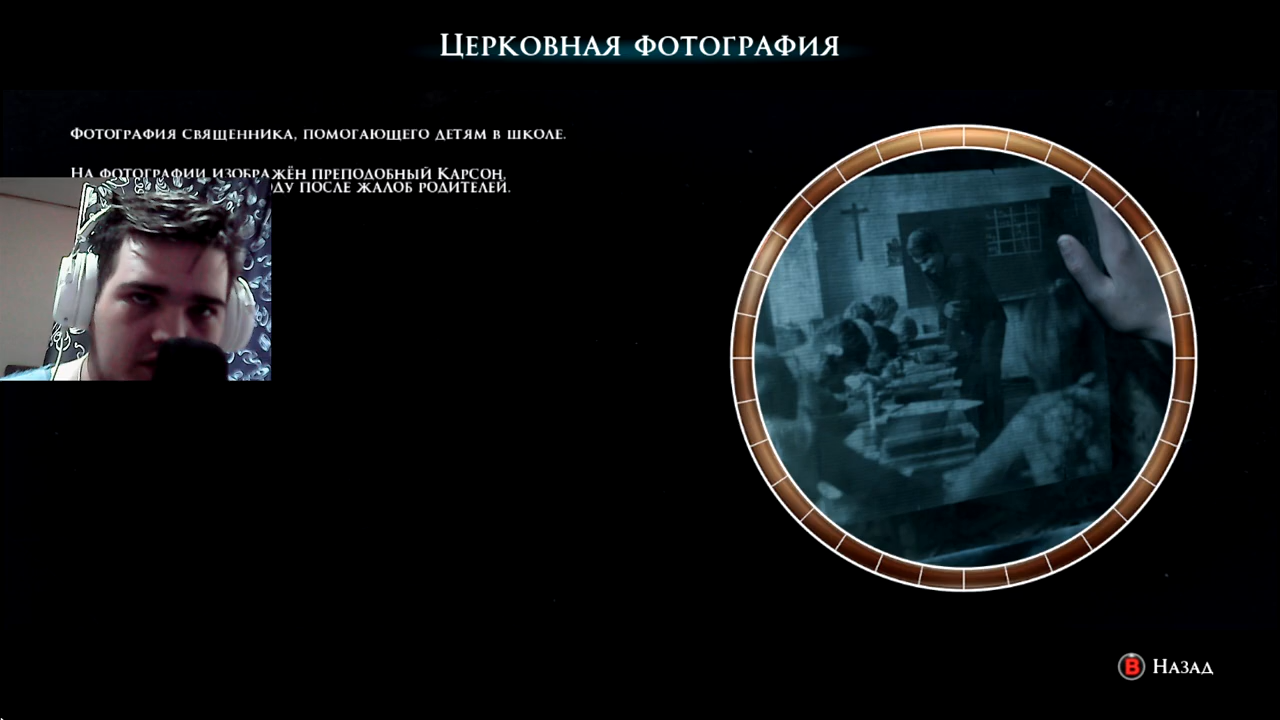 Церковная фотография
Фотография священника, помогающего детям в школе.
На фотографии изображён преподобный Карсон,
после жалоб родителей.
B Назад